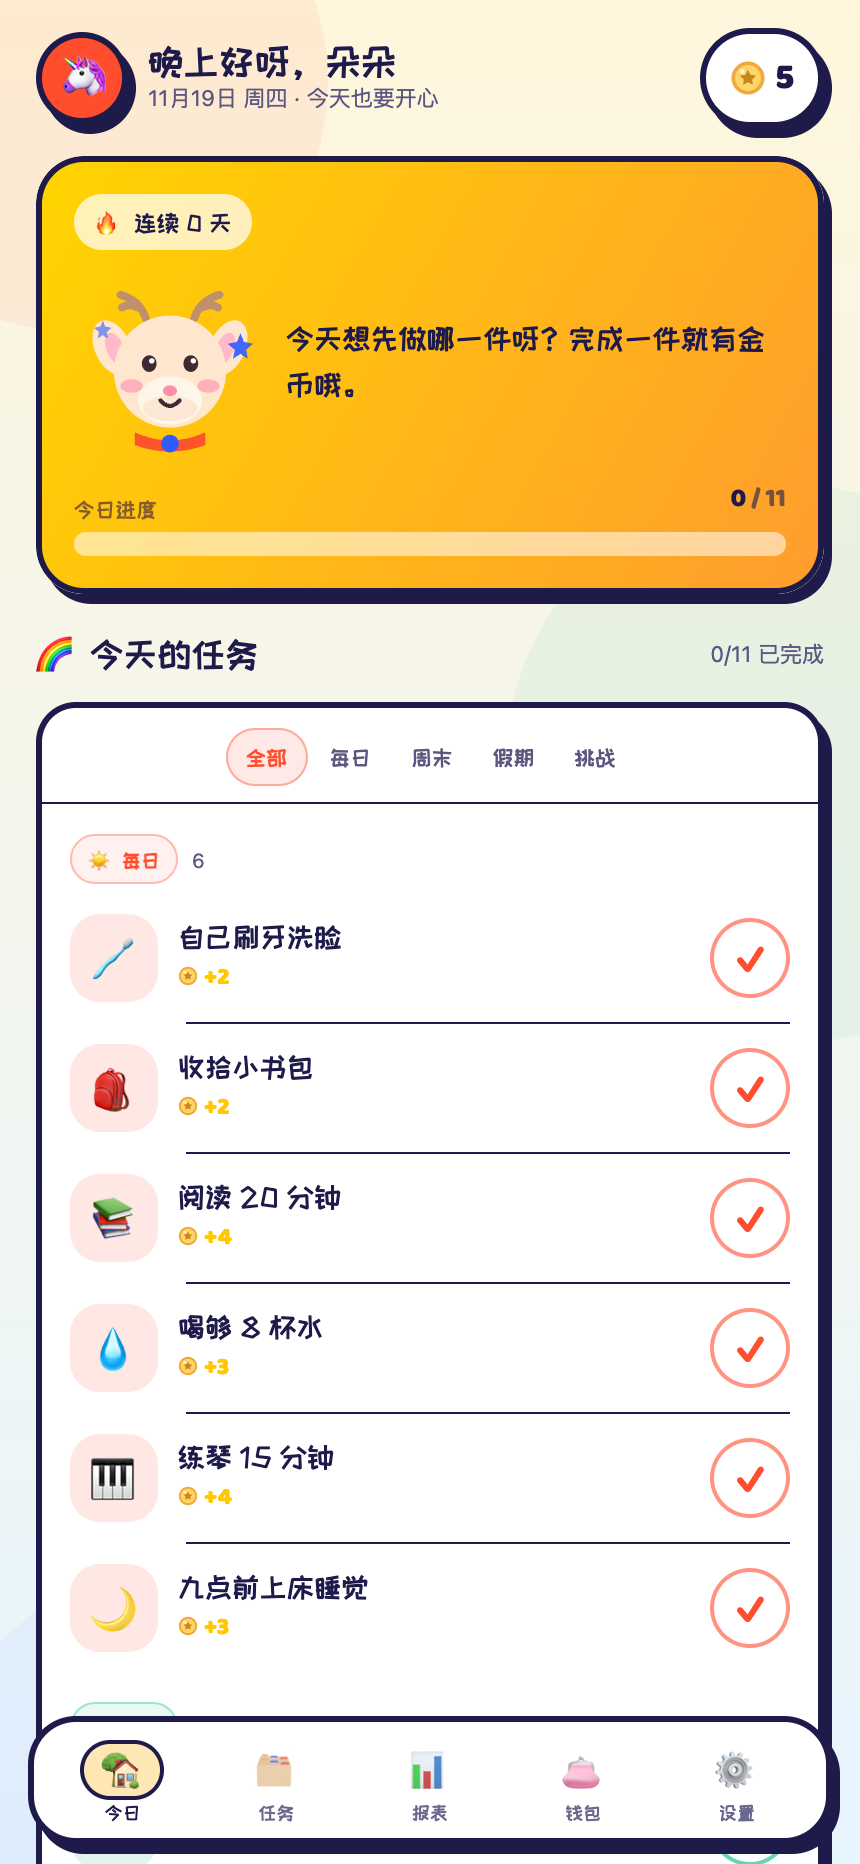 晚上好呀，朵朵
11月19日 周四 · 今天也要开心
5
连续 0 天
今天想先做哪一件呀？完成一件就有金
币哦。
今日进度
0/11
今天的任务
0/11 已完成
全部 每日 周末 假期 挑战
每日 6
自己刷牙洗脸
+2
收拾小书包
+2
阅读 20 分钟
+4
喝够 8 杯水
+3
练琴 15 分钟
+4
九点前上床睡觉
+3
今日 任务 报表 钱包 设置